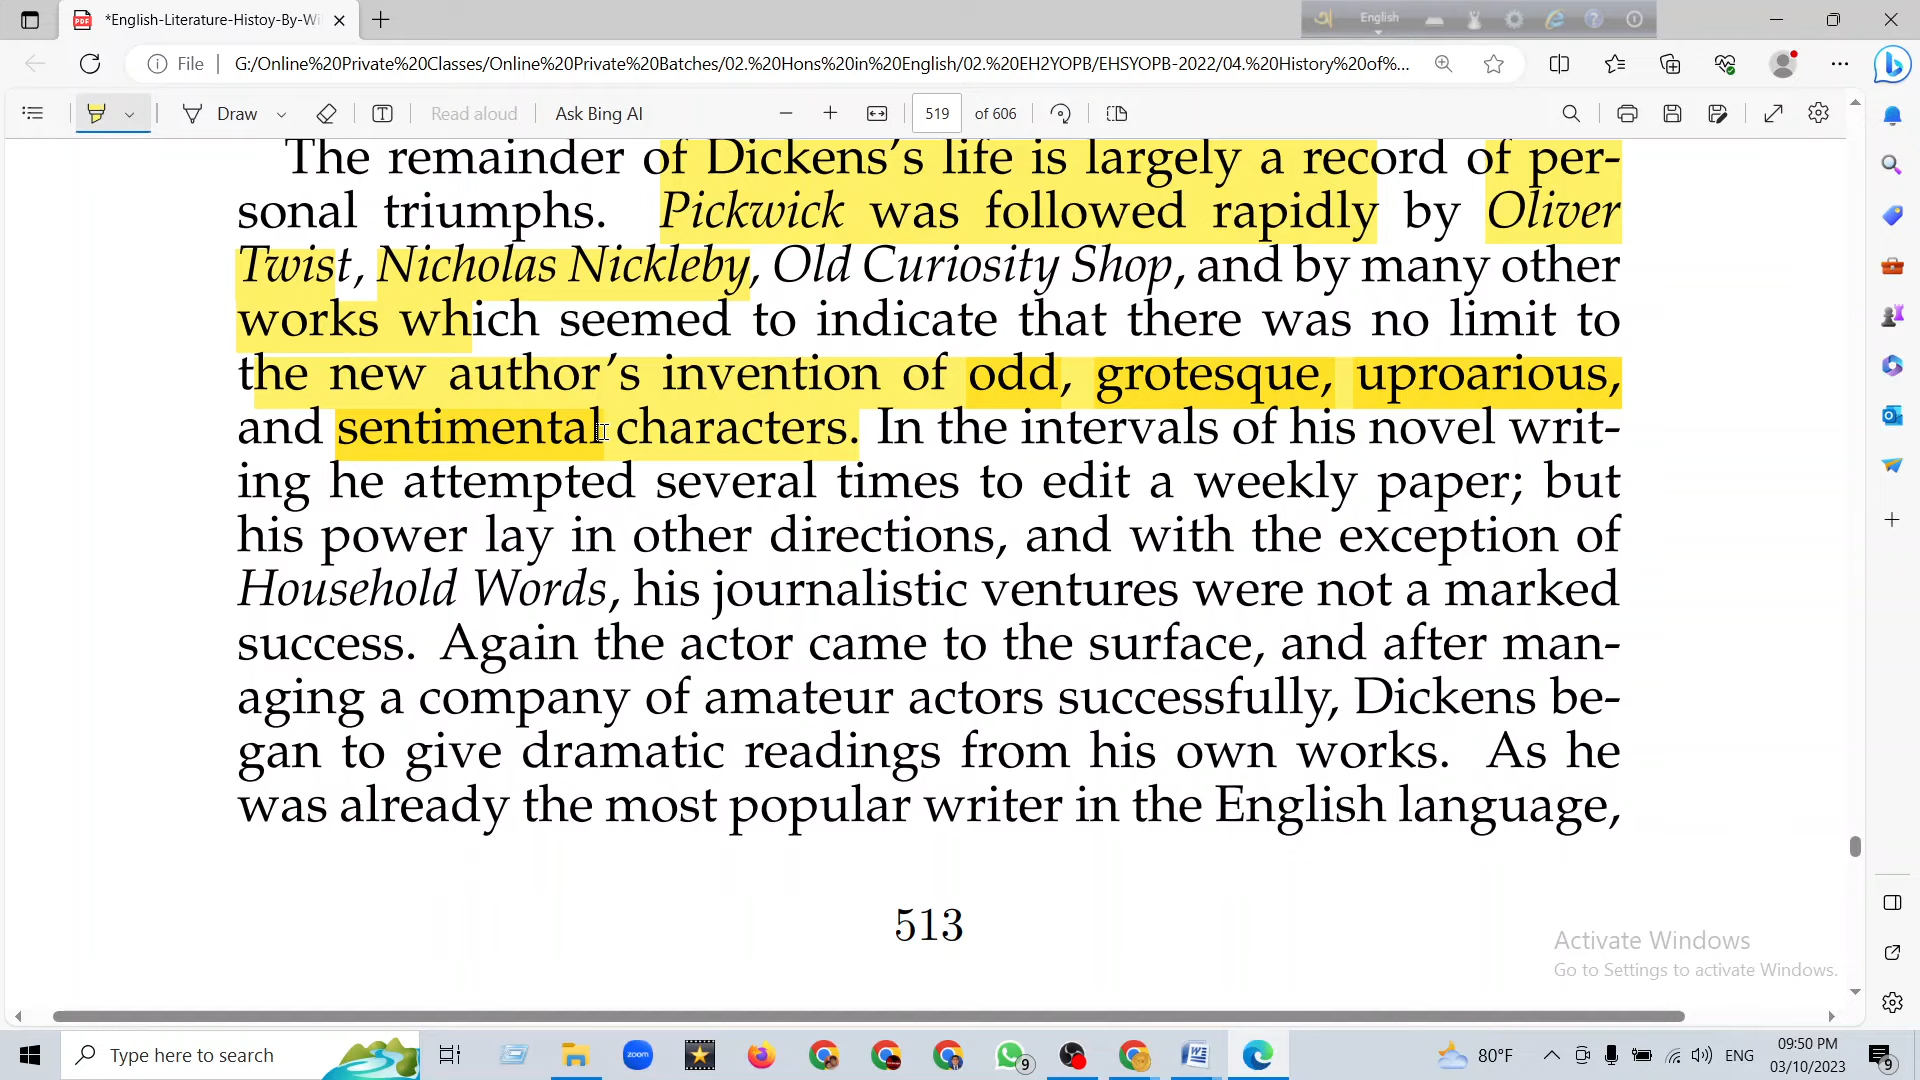 *English-Literature-Histoy-By-Wi
English
File
G:/Online%20Private%20Classes/Online%20Private%20Batches/02.%20Hons%20in%20English/02.%20EH2YOPB/EHSYOPB-2022/04.%20History%20of%...
Draw
Read aloud
Ask Bing AI
519
of 606
The remainder of Dickens’s life is largely a record of per-
sonal triumphs. Pickwick was followed rapidly by Oliver
Twist, Nicholas Nickleby, Old Curiosity Shop, and by many other
works which seemed to indicate that there was no limit to
the new author’s invention of odd, grotesque, uproarious,
and sentimental characters. In the intervals of his novel writ-
ing he attempted several times to edit a weekly paper; but
his power lay in other directions, and with the exception of
Household Words, his journalistic ventures were not a marked
success. Again the actor came to the surface, and after man-
aging a company of amateur actors successfully, Dickens be-
gan to give dramatic readings from his own works. As he
was already the most popular writer in the English language,
513
Activate Windows
Go to Settings to activate Windows.
Type here to search
zoom
9
80°F
ENG
09:50 PM
03/10/2023
9